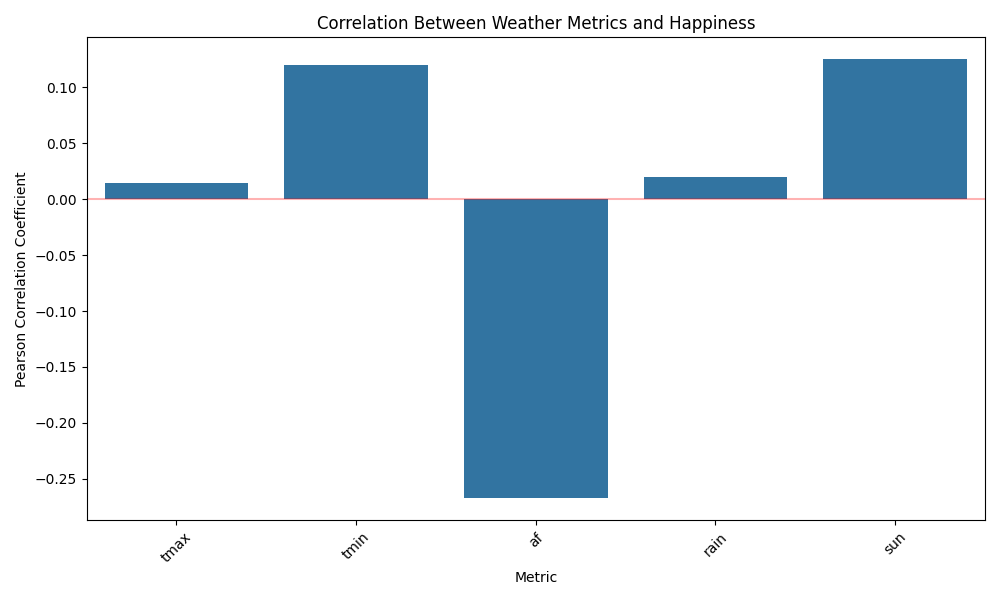 Correlation Between Weather Metrics and Happiness
Pearson Correlation Coefficient
0.10
0.05
0.00
−0.05
−0.10
−0.15
−0.20
−0.25
tmax
tmin
af
rain
sun
Metric